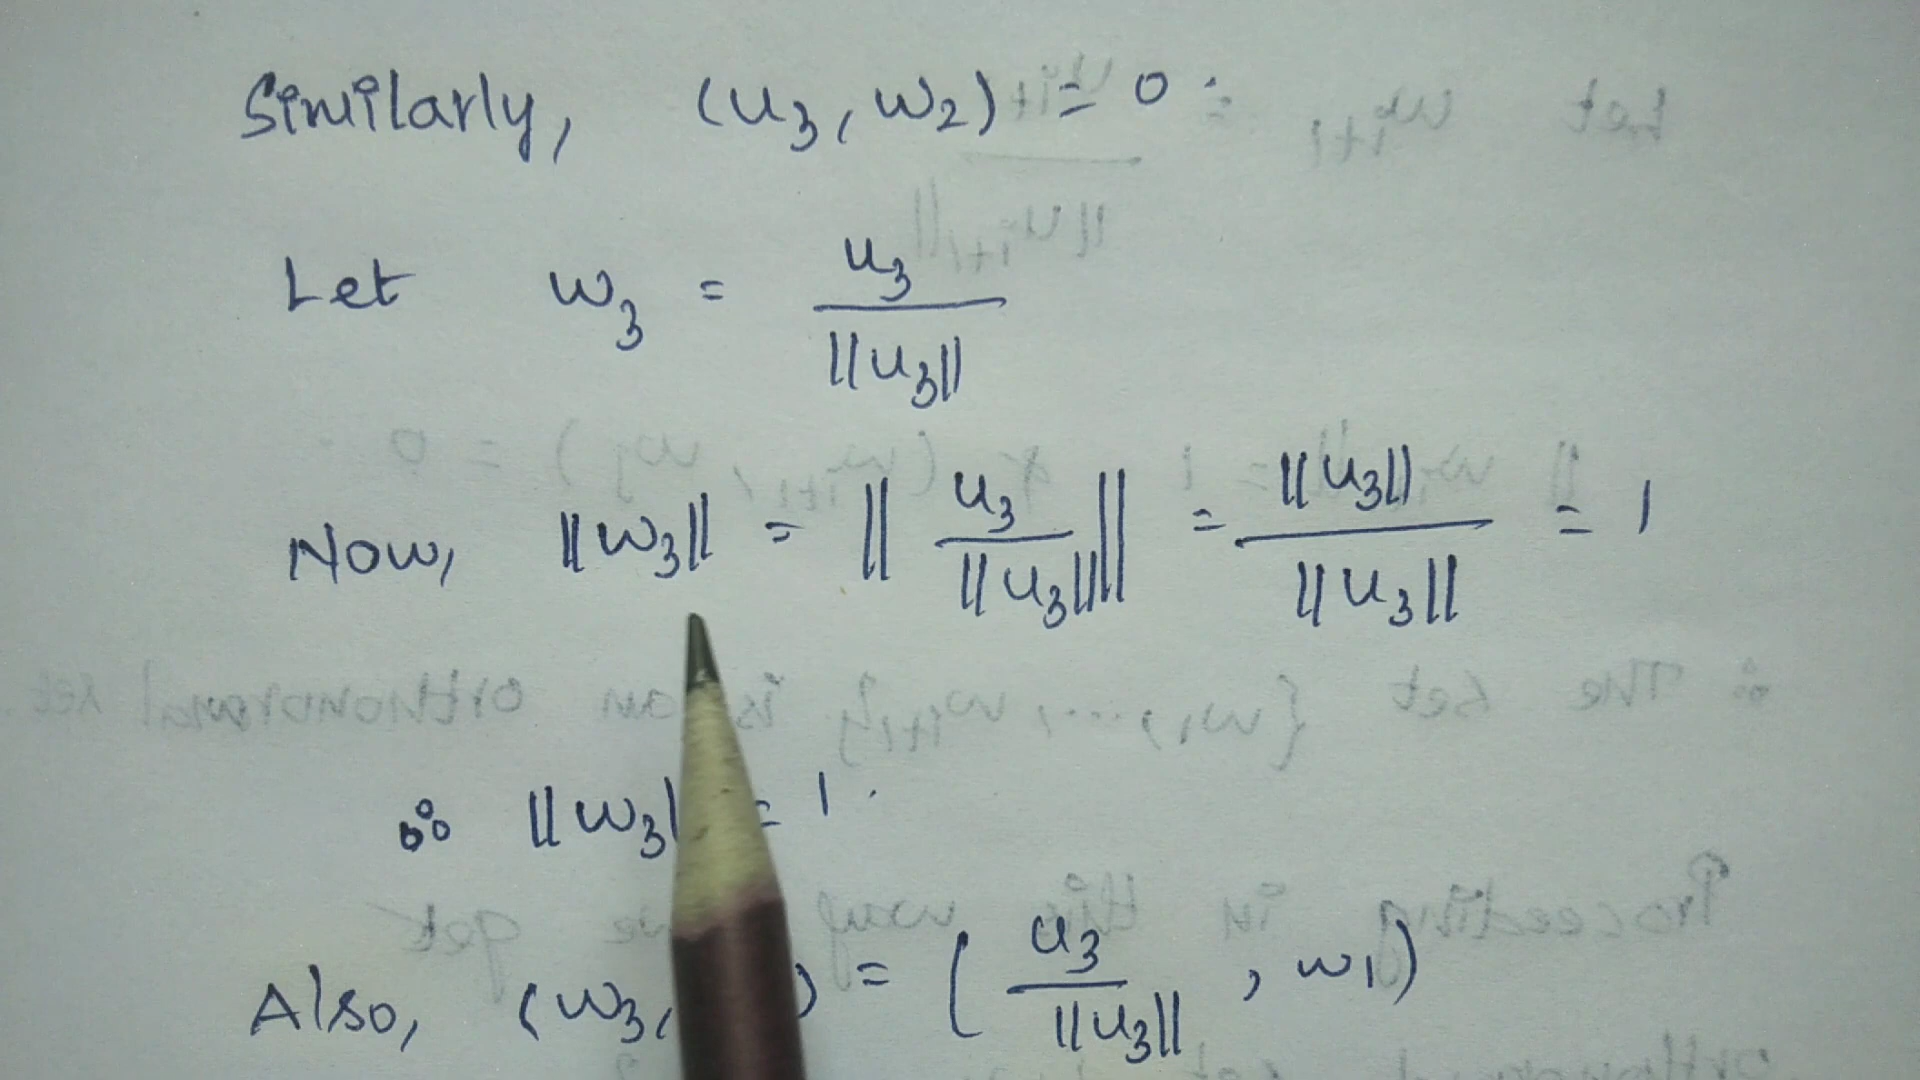 Similarly, (u₃, w₂) = 0.
Let w₃ = u₃ / ||u₃||
Now, ||w₃|| = || u₃ / ||u₃|| || = ||u₃|| / ||u₃|| = 1
∴ ||w₃| = 1.
Also, (w₃, ) = ( u₃ / ||u₃|| , w₁)